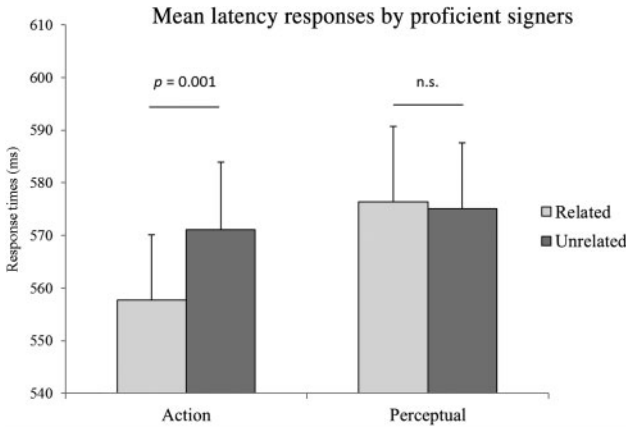 Mean latency responses by proficient signers
610
600
590
580
570
560
550
540
Response times (ms)
p = 0.001
n.s.
Related
Unrelated
Action
Perceptual